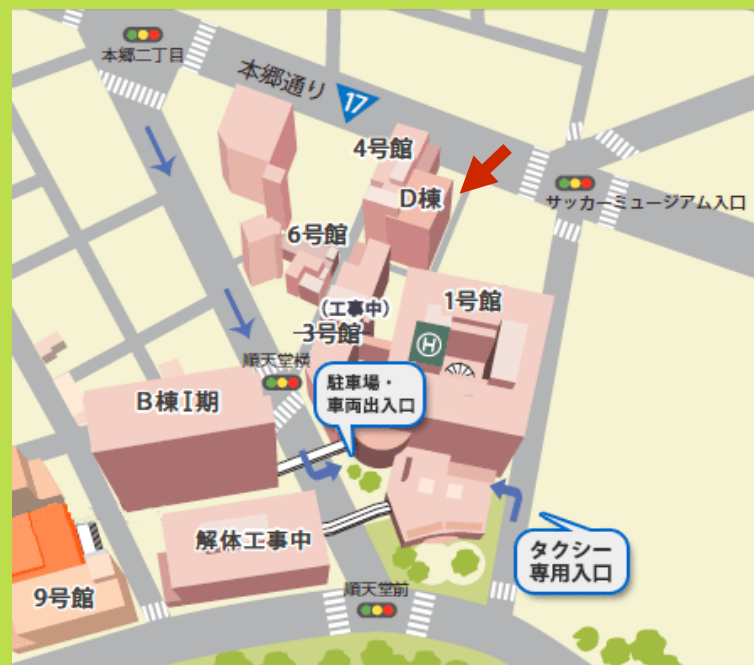 本郷二丁目
本郷通り
17
4号館
D棟
サッカーミュージアム入口
6号館
1号館
(工事中)
3号館
H
順天堂横
駐車場・
車両出入口
B棟Ⅰ期
解体工事中
タクシー
専用入口
9号館
順天堂前